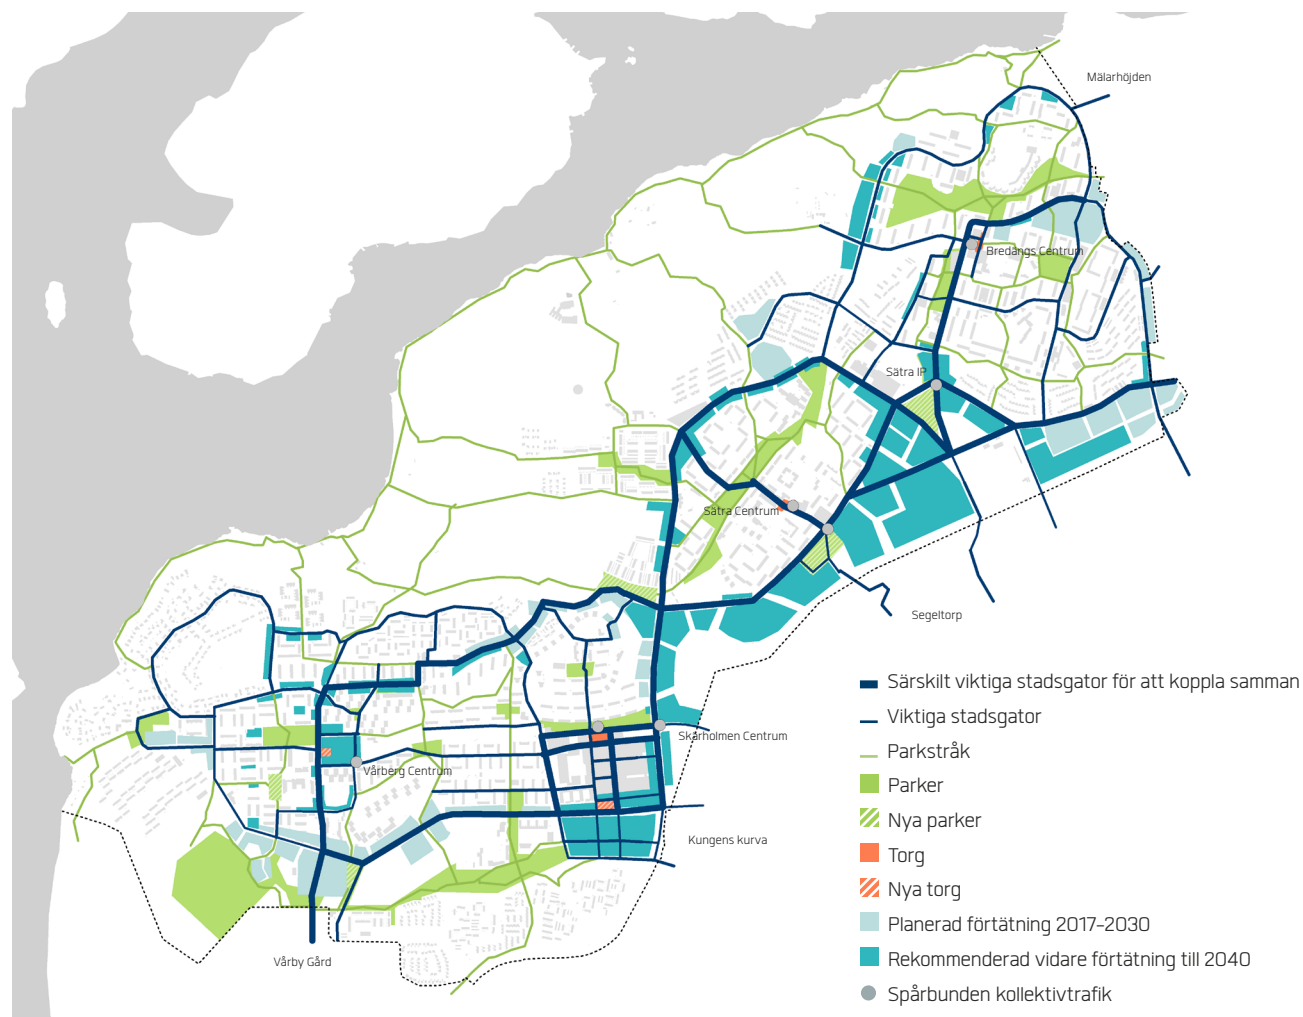 Mälarhöjden
Bredängs Centrum
Sätra IP
Sätra Centrum
Segeltorp
Skärholmen Centrum
Vårberg Centrum
Kungens kurva
Vårby Gård
Särskilt viktiga stadsgator för att koppla samman
Viktiga stadsgator
Parkstråk
Parker
Nya parker
Torg
Nya torg
Planerad förtätning 2017-2030
Rekommenderad vidare förtätning till 2040
Spårbunden kollektivtrafik